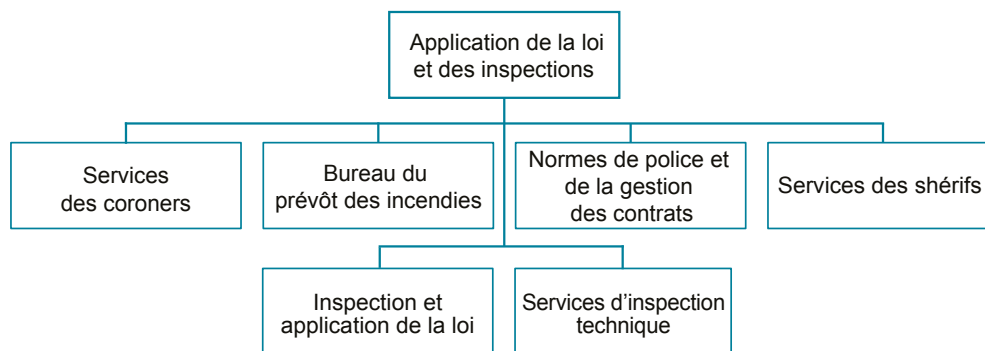 Application de la loi
et des inspections
Services
des coroners
Bureau du
prévôt des incendies
Normes de police et
de la gestion
des contrats
Services des shérifs
Inspection et
application de la loi
Services d’inspection
technique